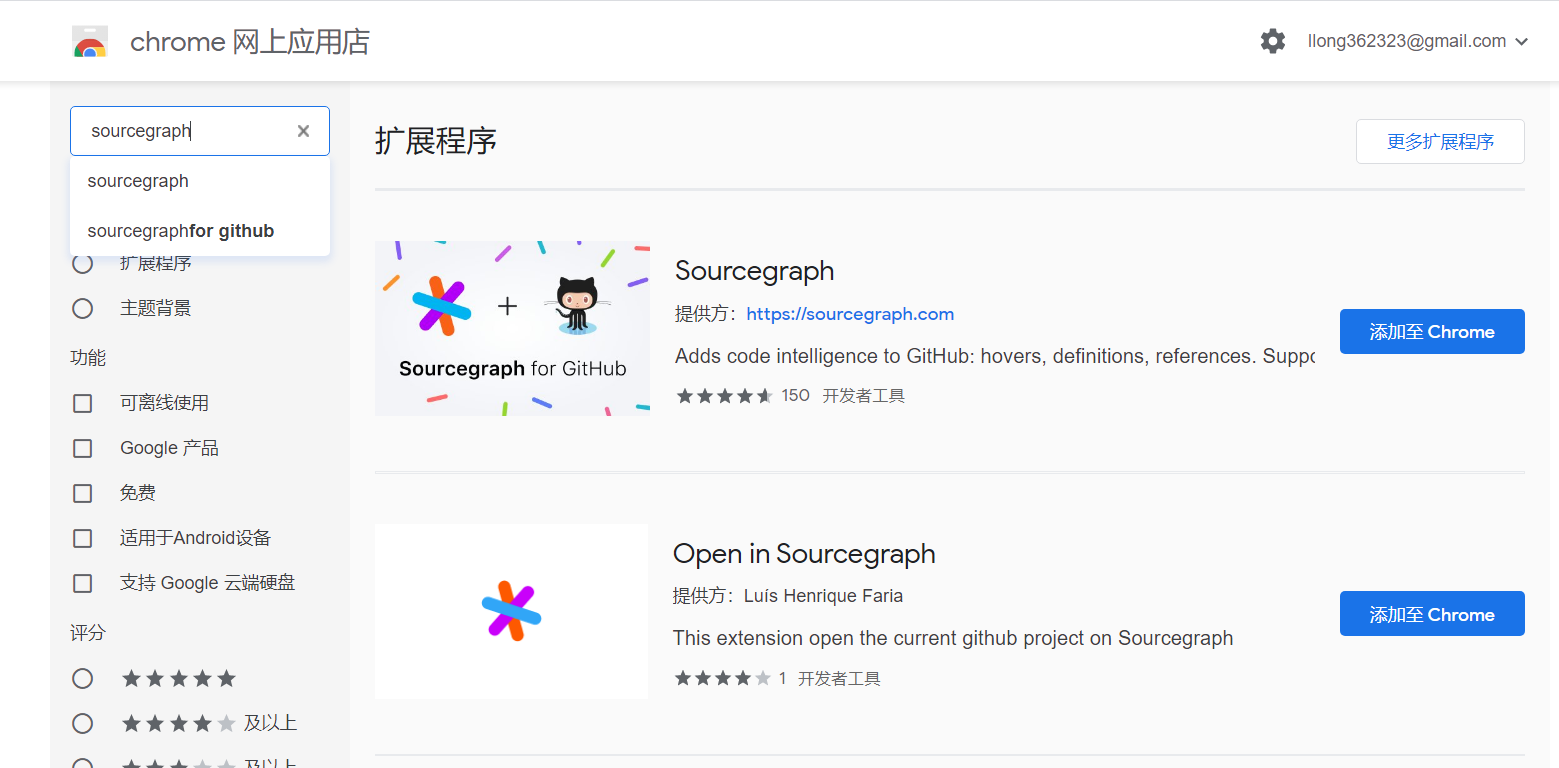 chrome 网上应用店
llong362323@gmail.com
sourcegraph
sourcegraph
sourcegraphfor github
扩展程序
主题背景
功能
可离线使用
Google 产品
免费
适用于Android设备
支持 Google 云端硬盘
评分
及以上
及以上
扩展程序
更多扩展程序
Sourcegraph for GitHub
Sourcegraph
提供方：https://sourcegraph.com
Adds code intelligence to GitHub: hovers, definitions, references. Suppo
150 开发者工具
添加至 Chrome
Open in Sourcegraph
提供方：Luís Henrique Faria
This extension open the current github project on Sourcegraph
1 开发者工具
添加至 Chrome